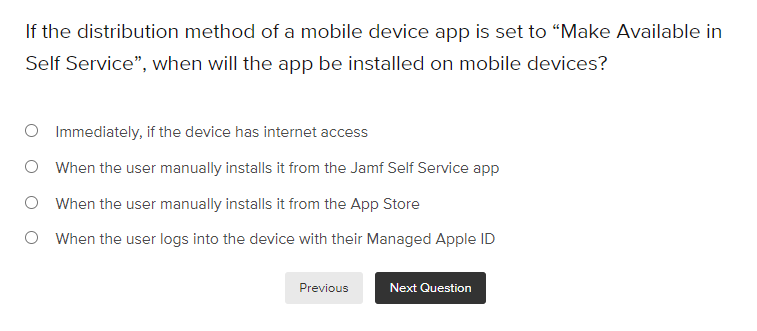 If the distribution method of a mobile device app is set to “Make Available in
Self Service”, when will the app be installed on mobile devices?
Immediately, if the device has internet access
When the user manually installs it from the Jamf Self Service app
When the user manually installs it from the App Store
When the user logs into the device with their Managed Apple ID
Previous
Next Question